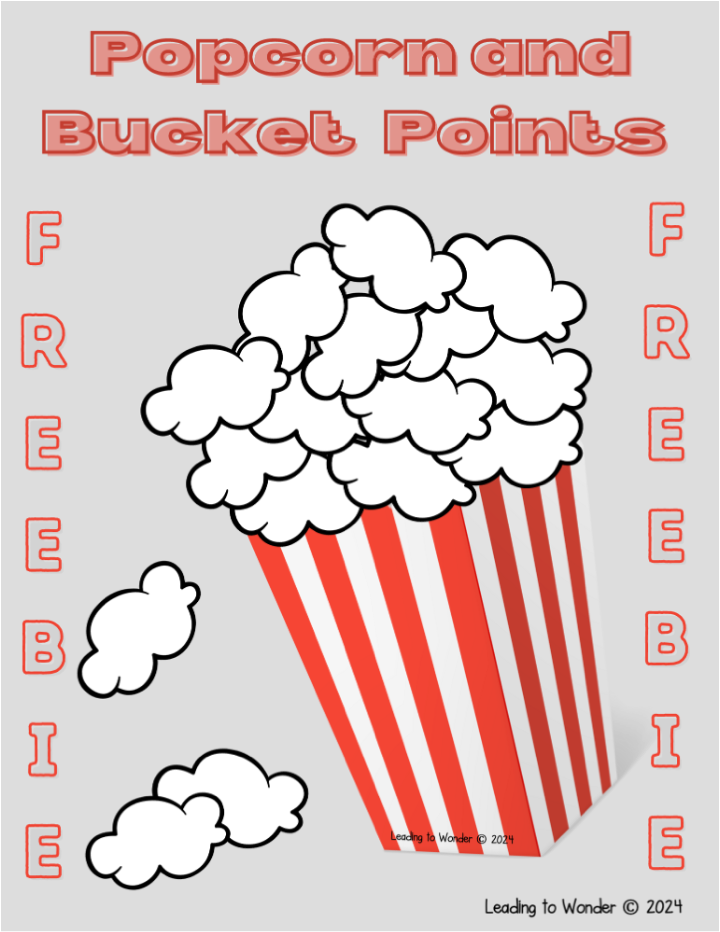 Popcorn and
Bucket Points
F
R
E
E
B
I
E
F
R
E
E
B
I
E
Leading to Wonder © 2024
Leading to Wonder © 2024